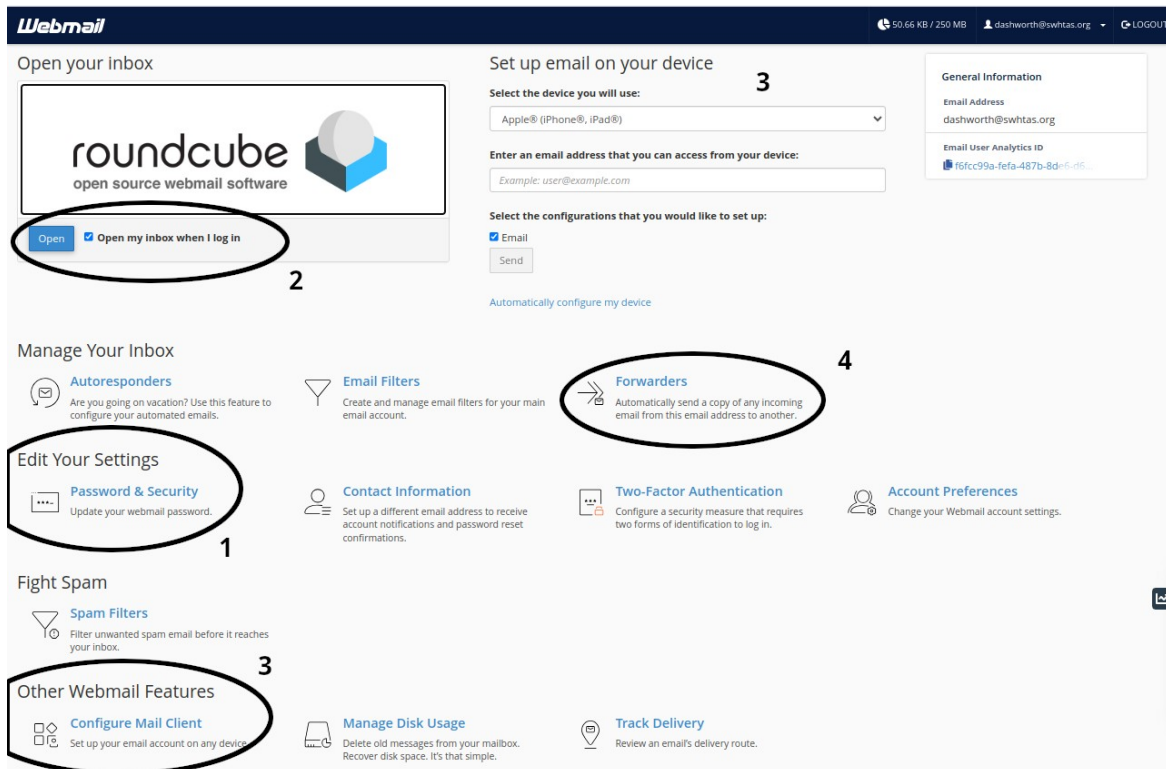 Webmail
50.66 KB / 250 MB dashworth@swhtas.org LOGOUT
Open your inbox
roundcube
open source webmail software
Open Open my inbox when I log in
2
Set up email on your device
3
Select the device you will use:
Apple® (iPhone®, iPad®)
Enter an email address that you can access from your device:
Example: user@example.com
Select the configurations that you would like to set up:
Email
Send
Automatically configure my device
General Information
Email Address
dashworth@swhtas.org
Email User Analytics ID
f6fcc99a-fefa-487b-8de6-d6...
Manage Your Inbox
4
Autoresponders
Are you going on vacation? Use this feature to
configure your automated emails.
Email Filters
Create and manage email filters for your main
email account.
Forwarders
Automatically send a copy of any incoming
email from this email address to another.
Edit Your Settings
Password & Security
Update your webmail password.
1
Contact Information
Set up a different email address to receive
account notifications and password reset
confirmations.
Two-Factor Authentication
Configure a security measure that requires
two forms of identification to log in.
Account Preferences
Change your Webmail account settings.
Fight Spam
Spam Filters
Filter unwanted spam email before it reaches
your inbox.
3
Other Webmail Features
Configure Mail Client
Set up your email account on any device.
Manage Disk Usage
Delete old messages from your mailbox.
Recover disk space. It's that simple.
Track Delivery
Review an email's delivery route.